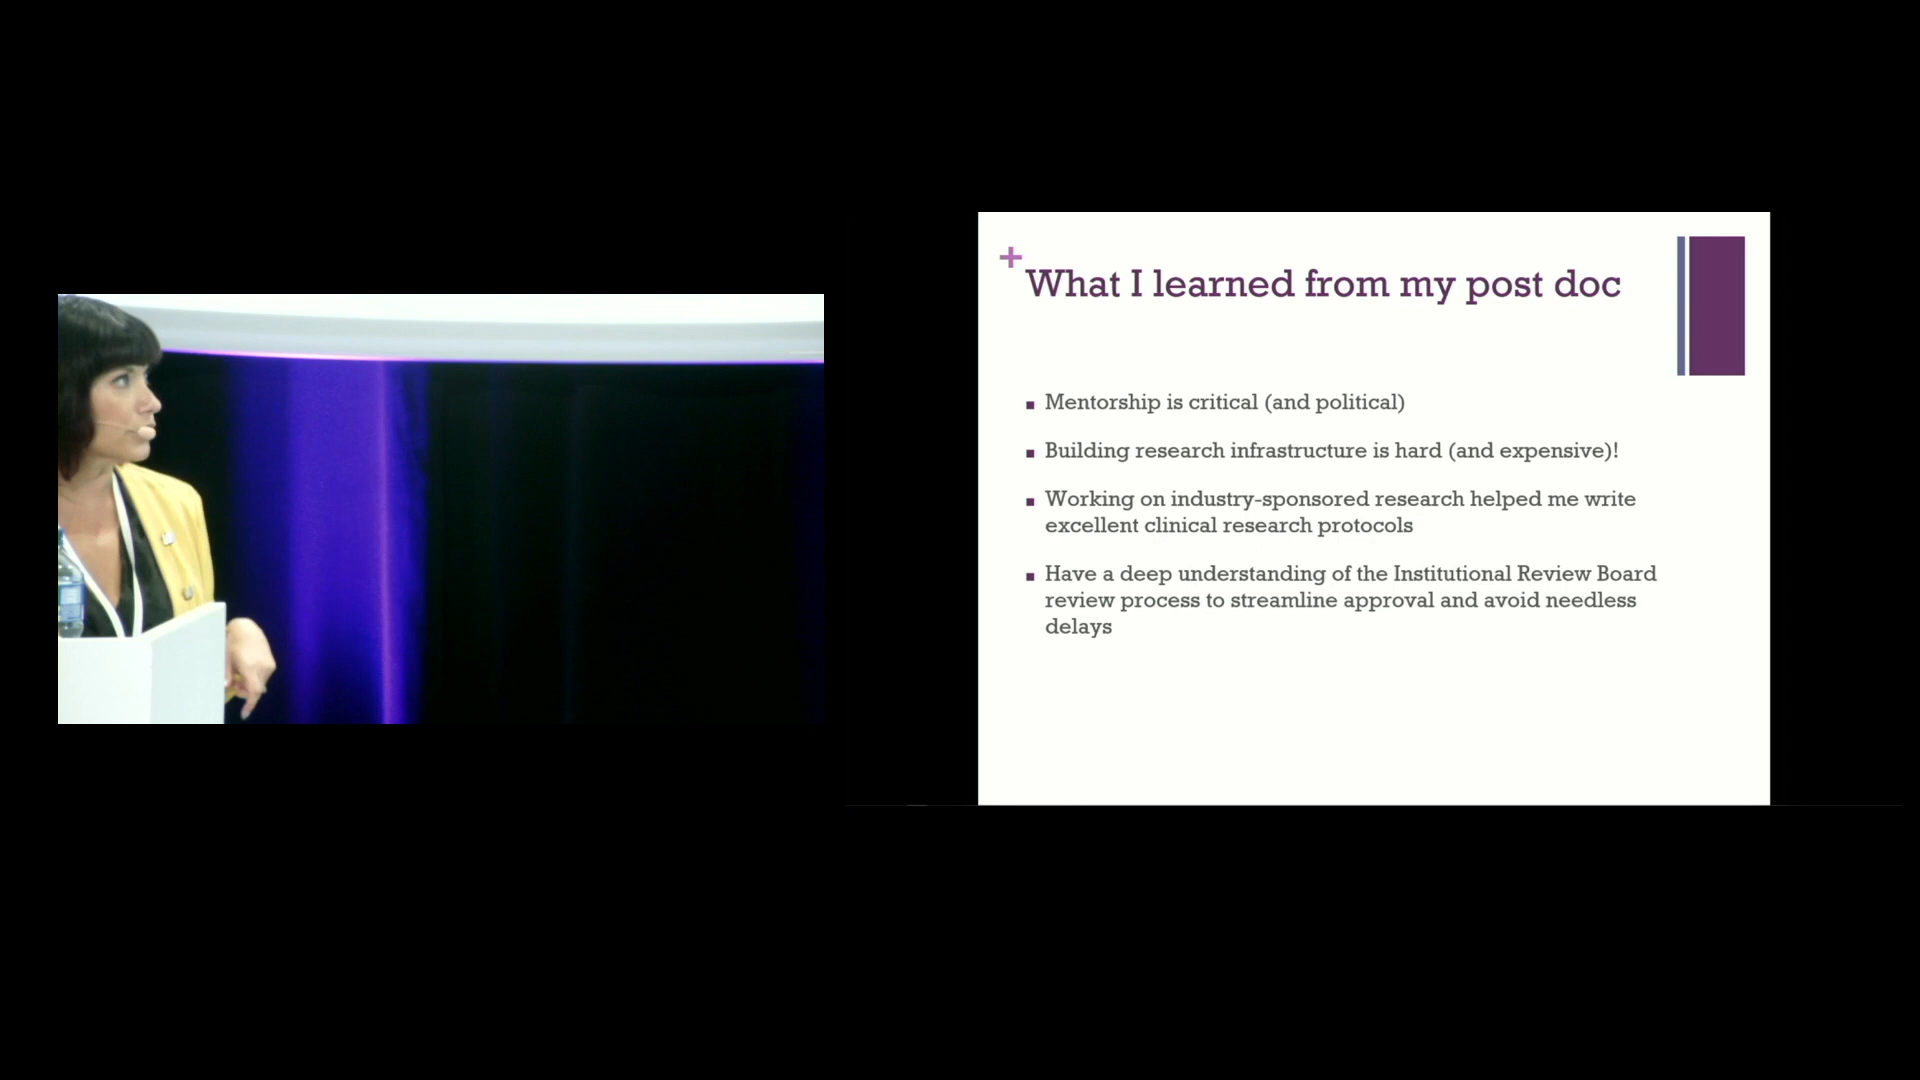 What I learned from my post doc
Mentorship is critical (and political)
Building research infrastructure is hard (and expensive)!
Working on industry-sponsored research helped me write
excellent clinical research protocols
Have a deep understanding of the Institutional Review Board
review process to streamline approval and avoid needless
delays